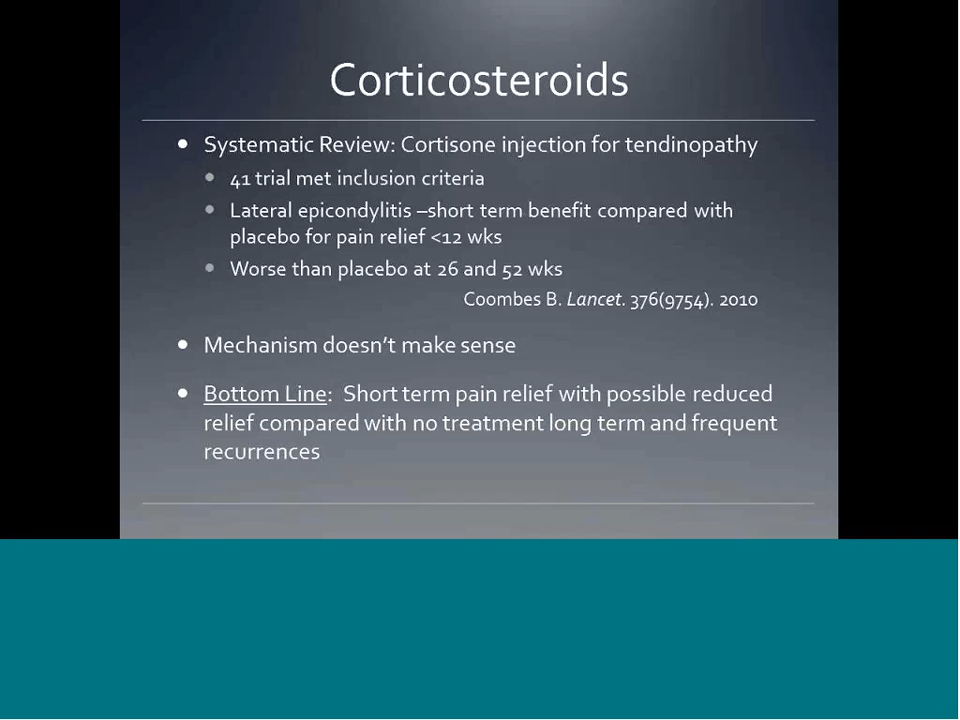 Corticosteroids
Systematic Review: Cortisone injection for tendinopathy
41 trial met inclusion criteria
Lateral epicondylitis –short term benefit compared with
placebo for pain relief <12 wks
Worse than placebo at 26 and 52 wks
Coombes B. Lancet. 376(9754). 2010
Mechanism doesn't make sense
Bottom Line: Short term pain relief with possible reduced
relief compared with no treatment long term and frequent
recurrences